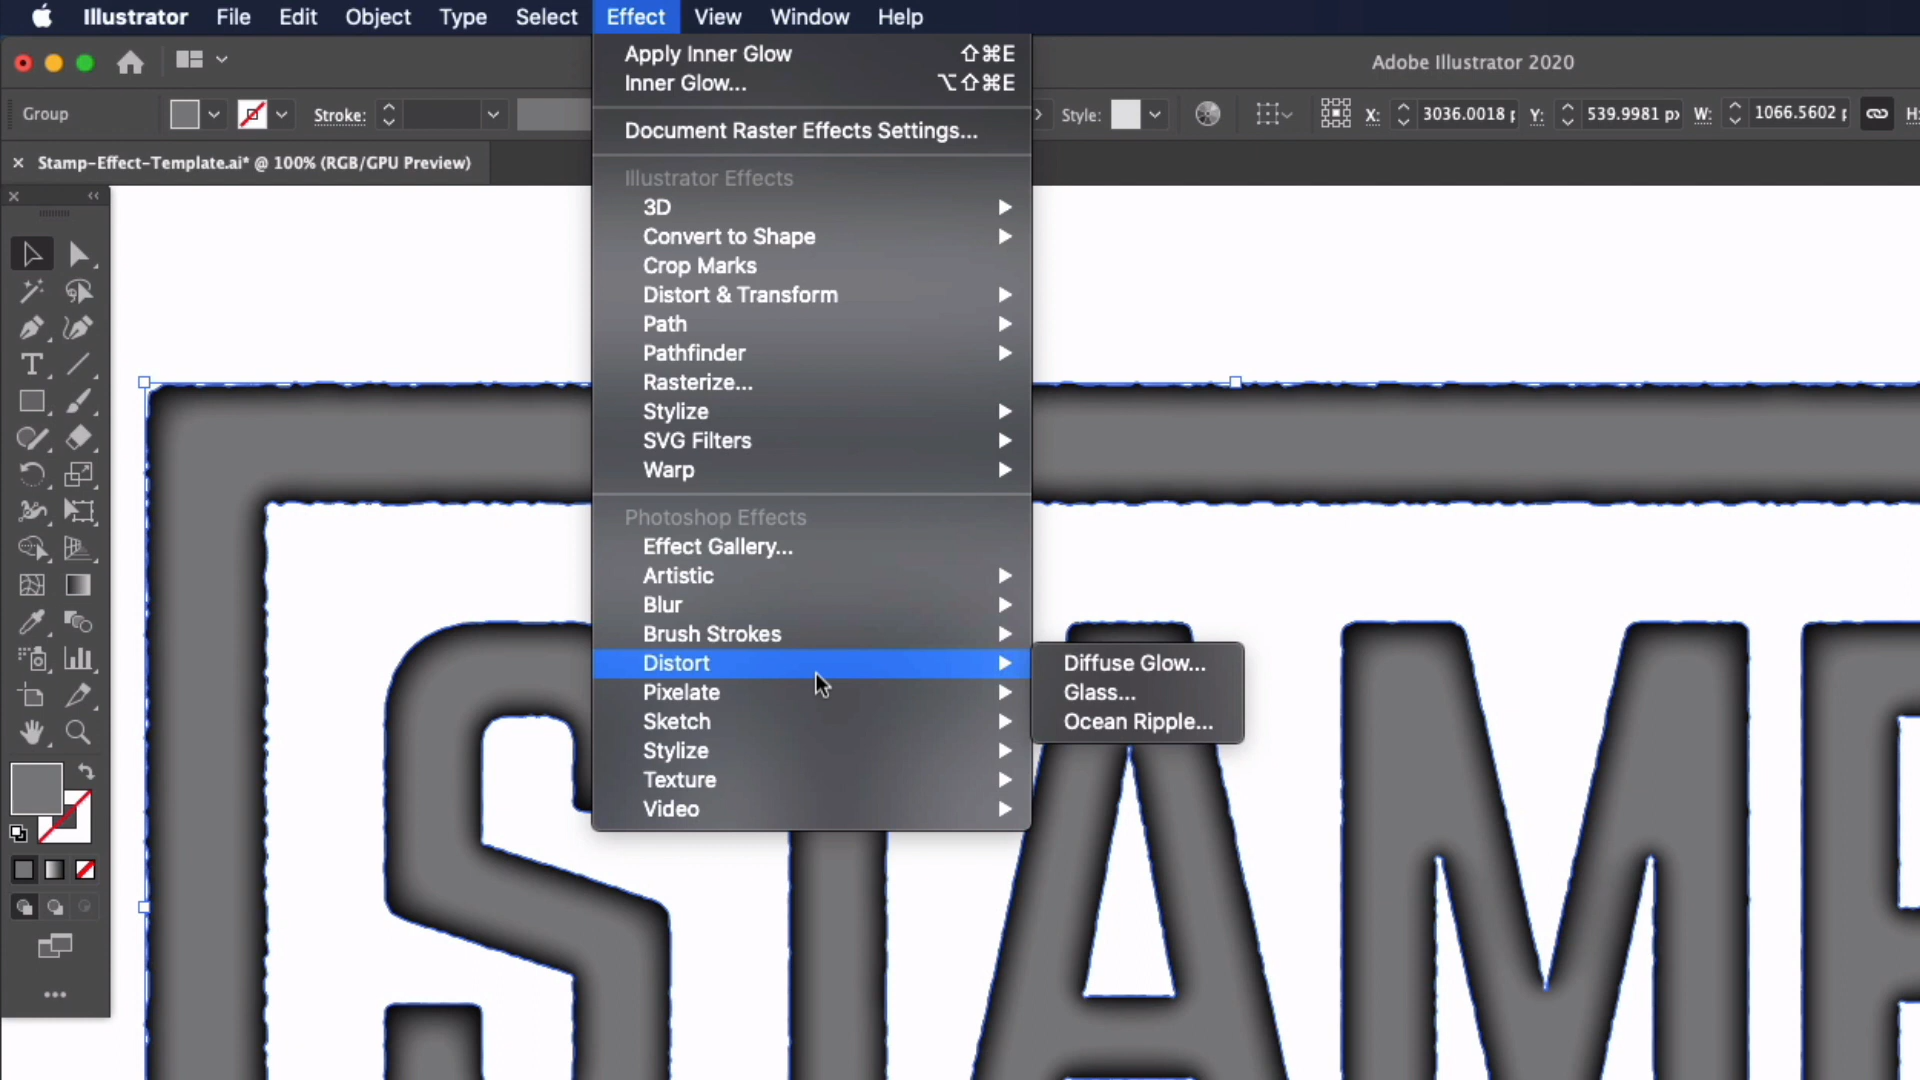 Illustrator File Edit Object Type Select Effect View Window Help
Adobe Illustrator 2020
Group Stroke: Style: X: 3036.0018 Y: 539.9981 px W: 1066.5602 H:
Stamp-Effect-Template.ai* @ 100% (RGB/GPU Preview)
Apply Inner Glow ⇧⌘E
Inner Glow... ⌥⇧⌘E
Document Raster Effects Settings...
Illustrator Effects
3D
Convert to Shape
Crop Marks
Distort & Transform
Path
Pathfinder
Rasterize...
Stylize
SVG Filters
Warp
Photoshop Effects
Effect Gallery...
Artistic
Blur
Brush Strokes
Distort
Pixelate
Sketch
Stylize
Texture
Video
Diffuse Glow...
Glass...
Ocean Ripple...
STAMP